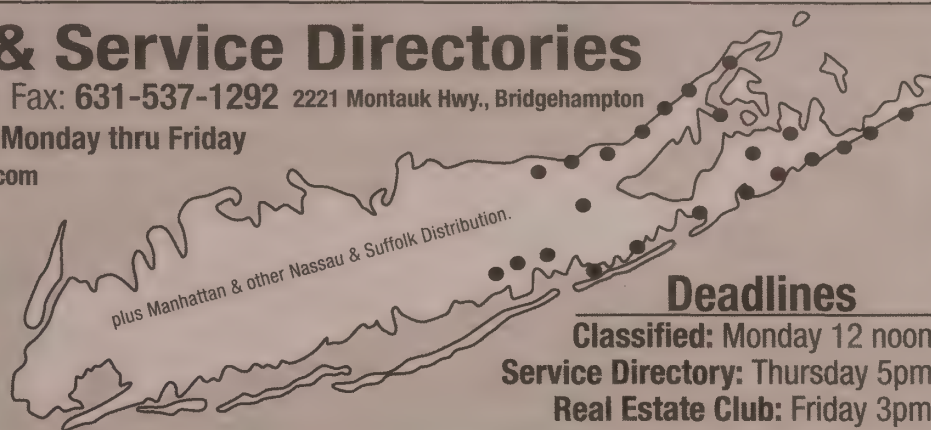 & Service Directories
Fax: 631-537-1292 2221 Montauk Hwy., Bridgehampton
Monday thru Friday
com
plus Manhattan & other Nassau & Suffolk Distribution.
Deadlines
Classified: Monday 12 noon
Service Directory: Thursday 5pm
Real Estate Club: Friday 3pm